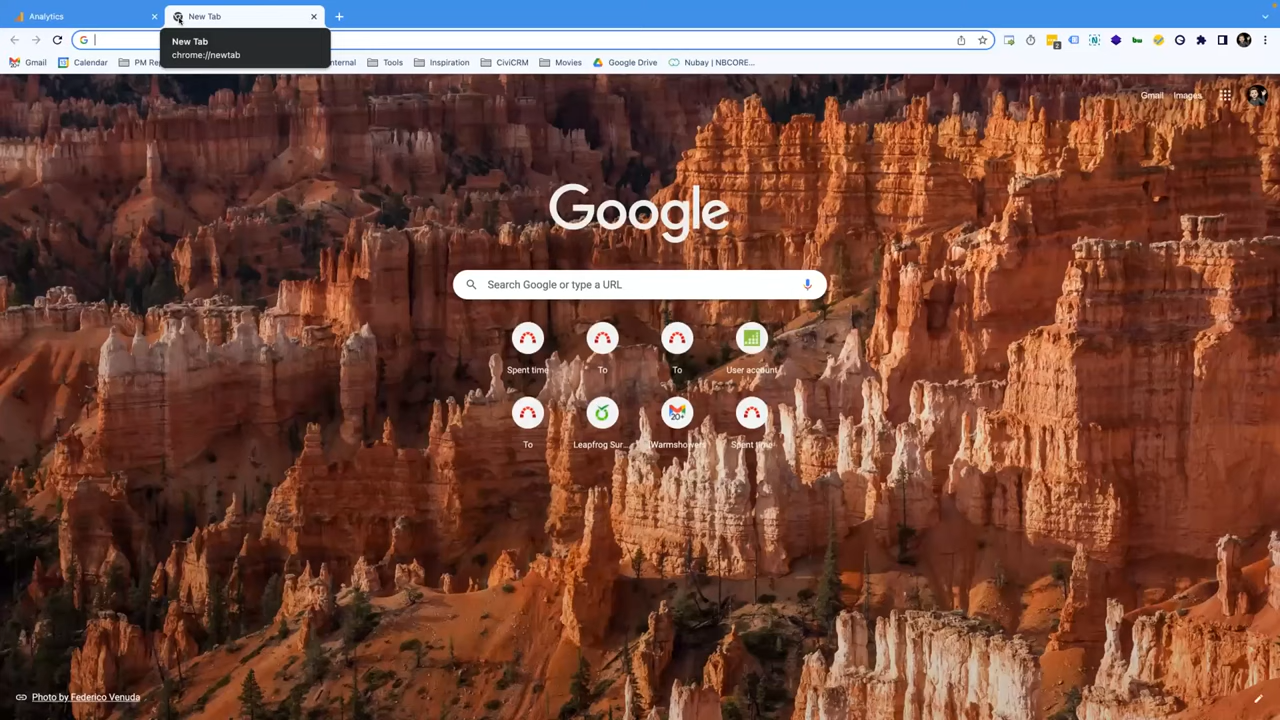 Analytics
New Tab
New Tab
chrome://newtab
Gmail
Calendar
PM Re
nternal
Tools
Inspiration
CiviCRM
Movies
Google Drive
Nubay | NBCORE...
Gmail
Images
Google
Search Google or type a URL
Spent time
To
To
User account
20+
To
Leapfrog Sur...
Warmshowers
Spent time
Photo by Federico Venuda